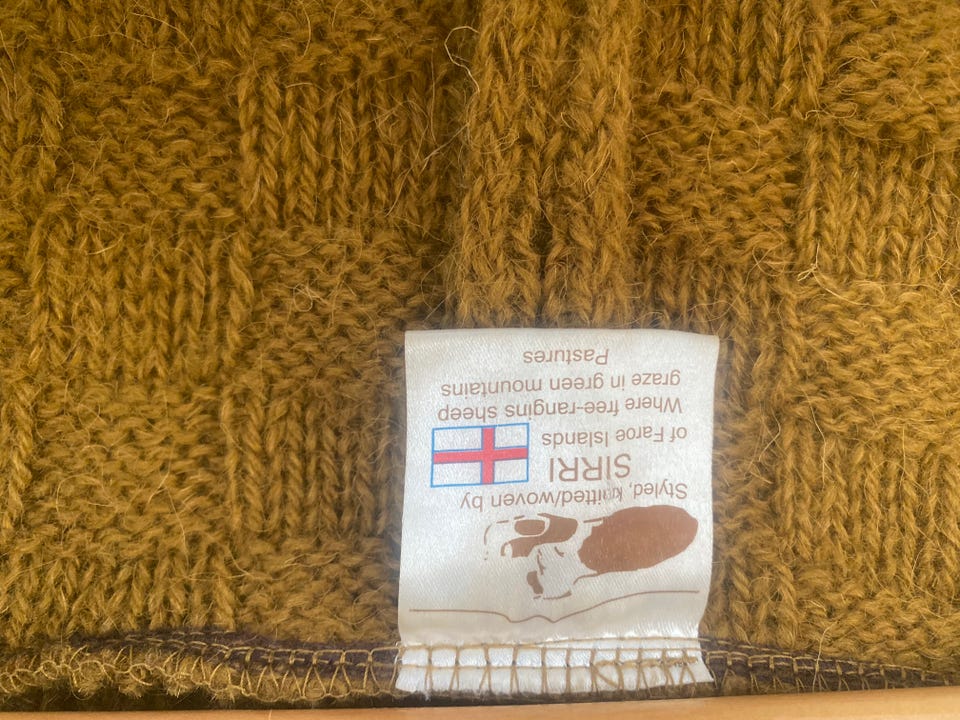 Styled, knitted/woven by
SIRRI
of Faroe Islands
Where free-rangins sheep
graze in green mountains
Pastures